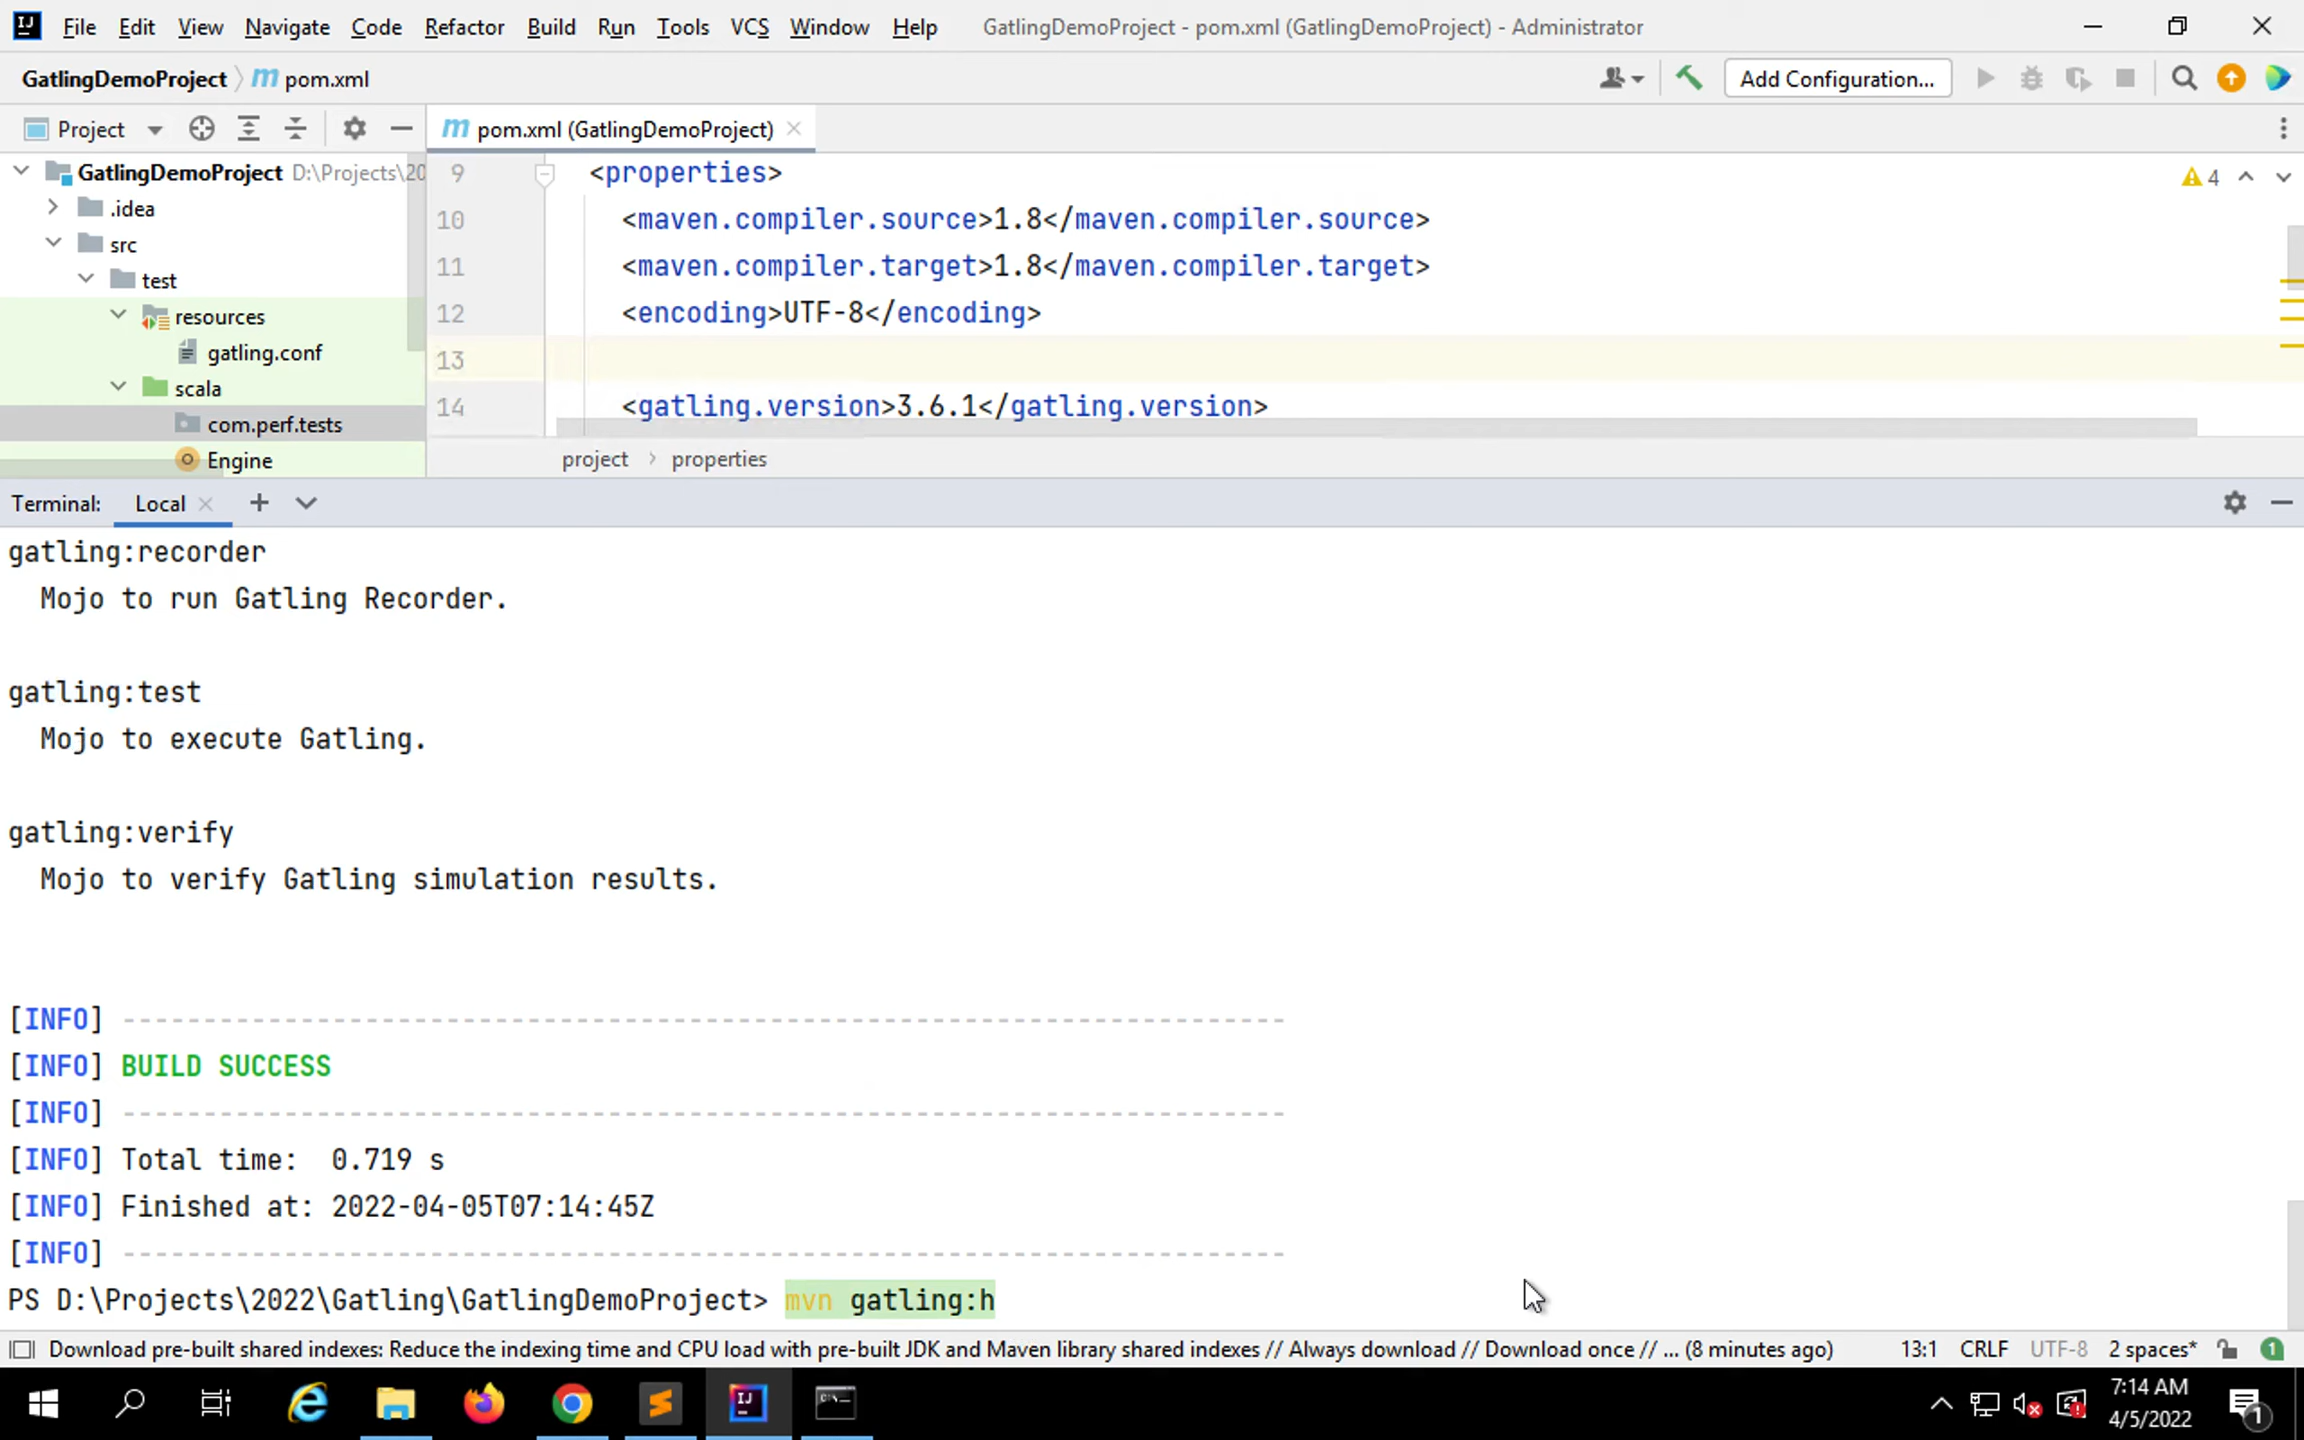 File Edit View Navigate Code Refactor Build Run Tools VCS Window Help GatlingDemoProject - pom.xml (GatlingDemoProject) - Administrator
GatlingDemoProject pom.xml Add Configuration...
Project pom.xml (GatlingDemoProject)
GatlingDemoProject D:\Projects\20
.idea
src
test
resources
gatling.conf
scala
com.perf.tests
Engine
9 <properties> 4
10 <maven.compiler.source>1.8</maven.compiler.source>
11 <maven.compiler.target>1.8</maven.compiler.target>
12 <encoding>UTF-8</encoding>
13
14 <gatling.version>3.6.1</gatling.version>
project properties
Terminal: Local
gatling:recorder
Mojo to run Gatling Recorder.
gatling:test
Mojo to execute Gatling.
gatling:verify
Mojo to verify Gatling simulation results.
[INFO] ------------------------------------------------------------------------
[INFO] BUILD SUCCESS
[INFO] ------------------------------------------------------------------------
[INFO] Total time:  0.719 s
[INFO] Finished at: 2022-04-05T07:14:45Z
[INFO] ------------------------------------------------------------------------
PS D:\Projects\2022\Gatling\GatlingDemoProject> mvn gatling:h
Download pre-built shared indexes: Reduce the indexing time and CPU load with pre-built JDK and Maven library shared indexes // Always download // Download once // ... (8 minutes ago) 13:1 CRLF UTF-8 2 spaces* 1
7:14 AM
4/5/2022
1